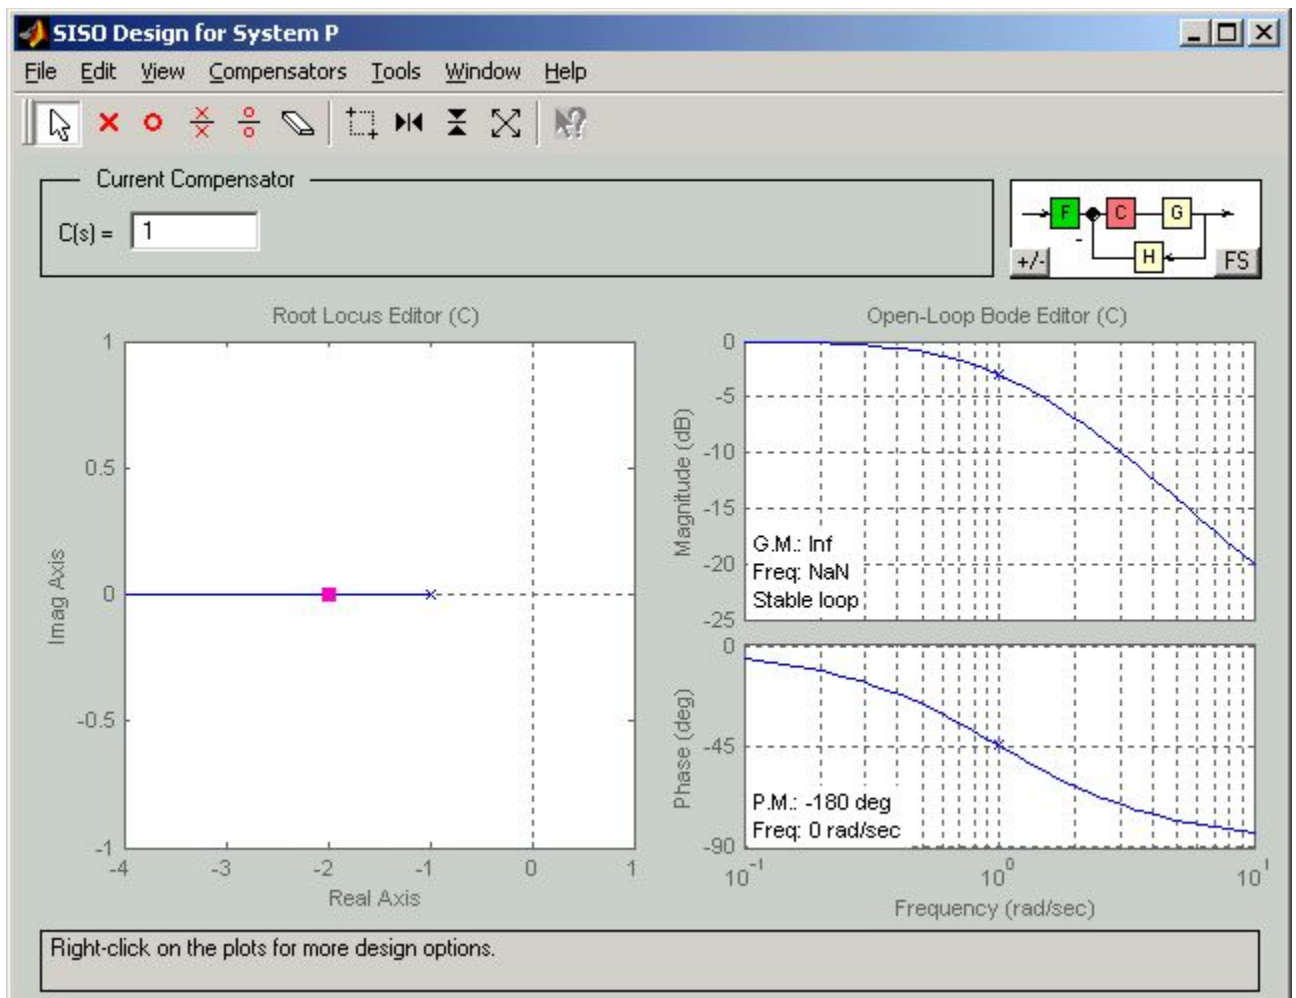 SISO Design for System P
File Edit View Compensators Tools Window Help
Current Compensator
C(s) = 1
F C G
-
H
+/- FS
Root Locus Editor (C)
1
0.5
0
-0.5
-1
Imag Axis
-4 -3 -2 -1 0 1
Real Axis
Open-Loop Bode Editor (C)
0
-5
-10
-15
-20
-25
Magnitude (dB)
G.M.: Inf
Freq: NaN
Stable loop
0
-45
-90
Phase (deg)
P.M.: -180 deg
Freq: 0 rad/sec
10^-1 10^0 10^1
Frequency (rad/sec)
Right-click on the plots for more design options.